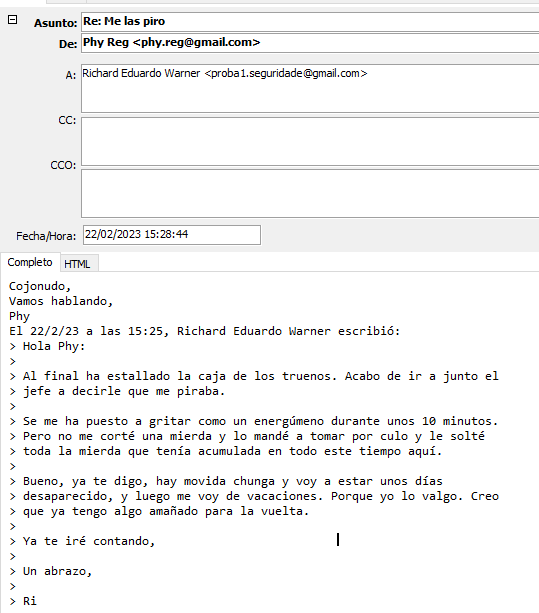 Asunto: Re: Me las piro
De: Phy Reg <phy.reg@gmail.com>
A: Richard Eduardo Warner <proba1.seguridade@gmail.com>
CC:
CCO:
Fecha/Hora: 22/02/2023 15:28:44
Completo HTML
Cojonudo,
Vamos hablando,
Phy
El 22/2/23 a las 15:25, Richard Eduardo Warner escribió:
> Hola Phy:
>
> Al final ha estallado la caja de los truenos. Acabo de ir a junto el
> jefe a decirle que me piraba.
>
> Se me ha puesto a gritar como un energúmeno durante unos 10 minutos.
> Pero no me corté una mierda y lo mandé a tomar por culo y le solté
> toda la mierda que tenía acumulada en todo este tiempo aquí.
>
> Bueno, ya te digo, hay movida chunga y voy a estar unos días
> desaparecido, y luego me voy de vacaciones. Porque yo lo valgo. Creo
> que ya tengo algo amañado para la vuelta.
>
> Ya te iré contando,
>
> Un abrazo,
>
> Ri